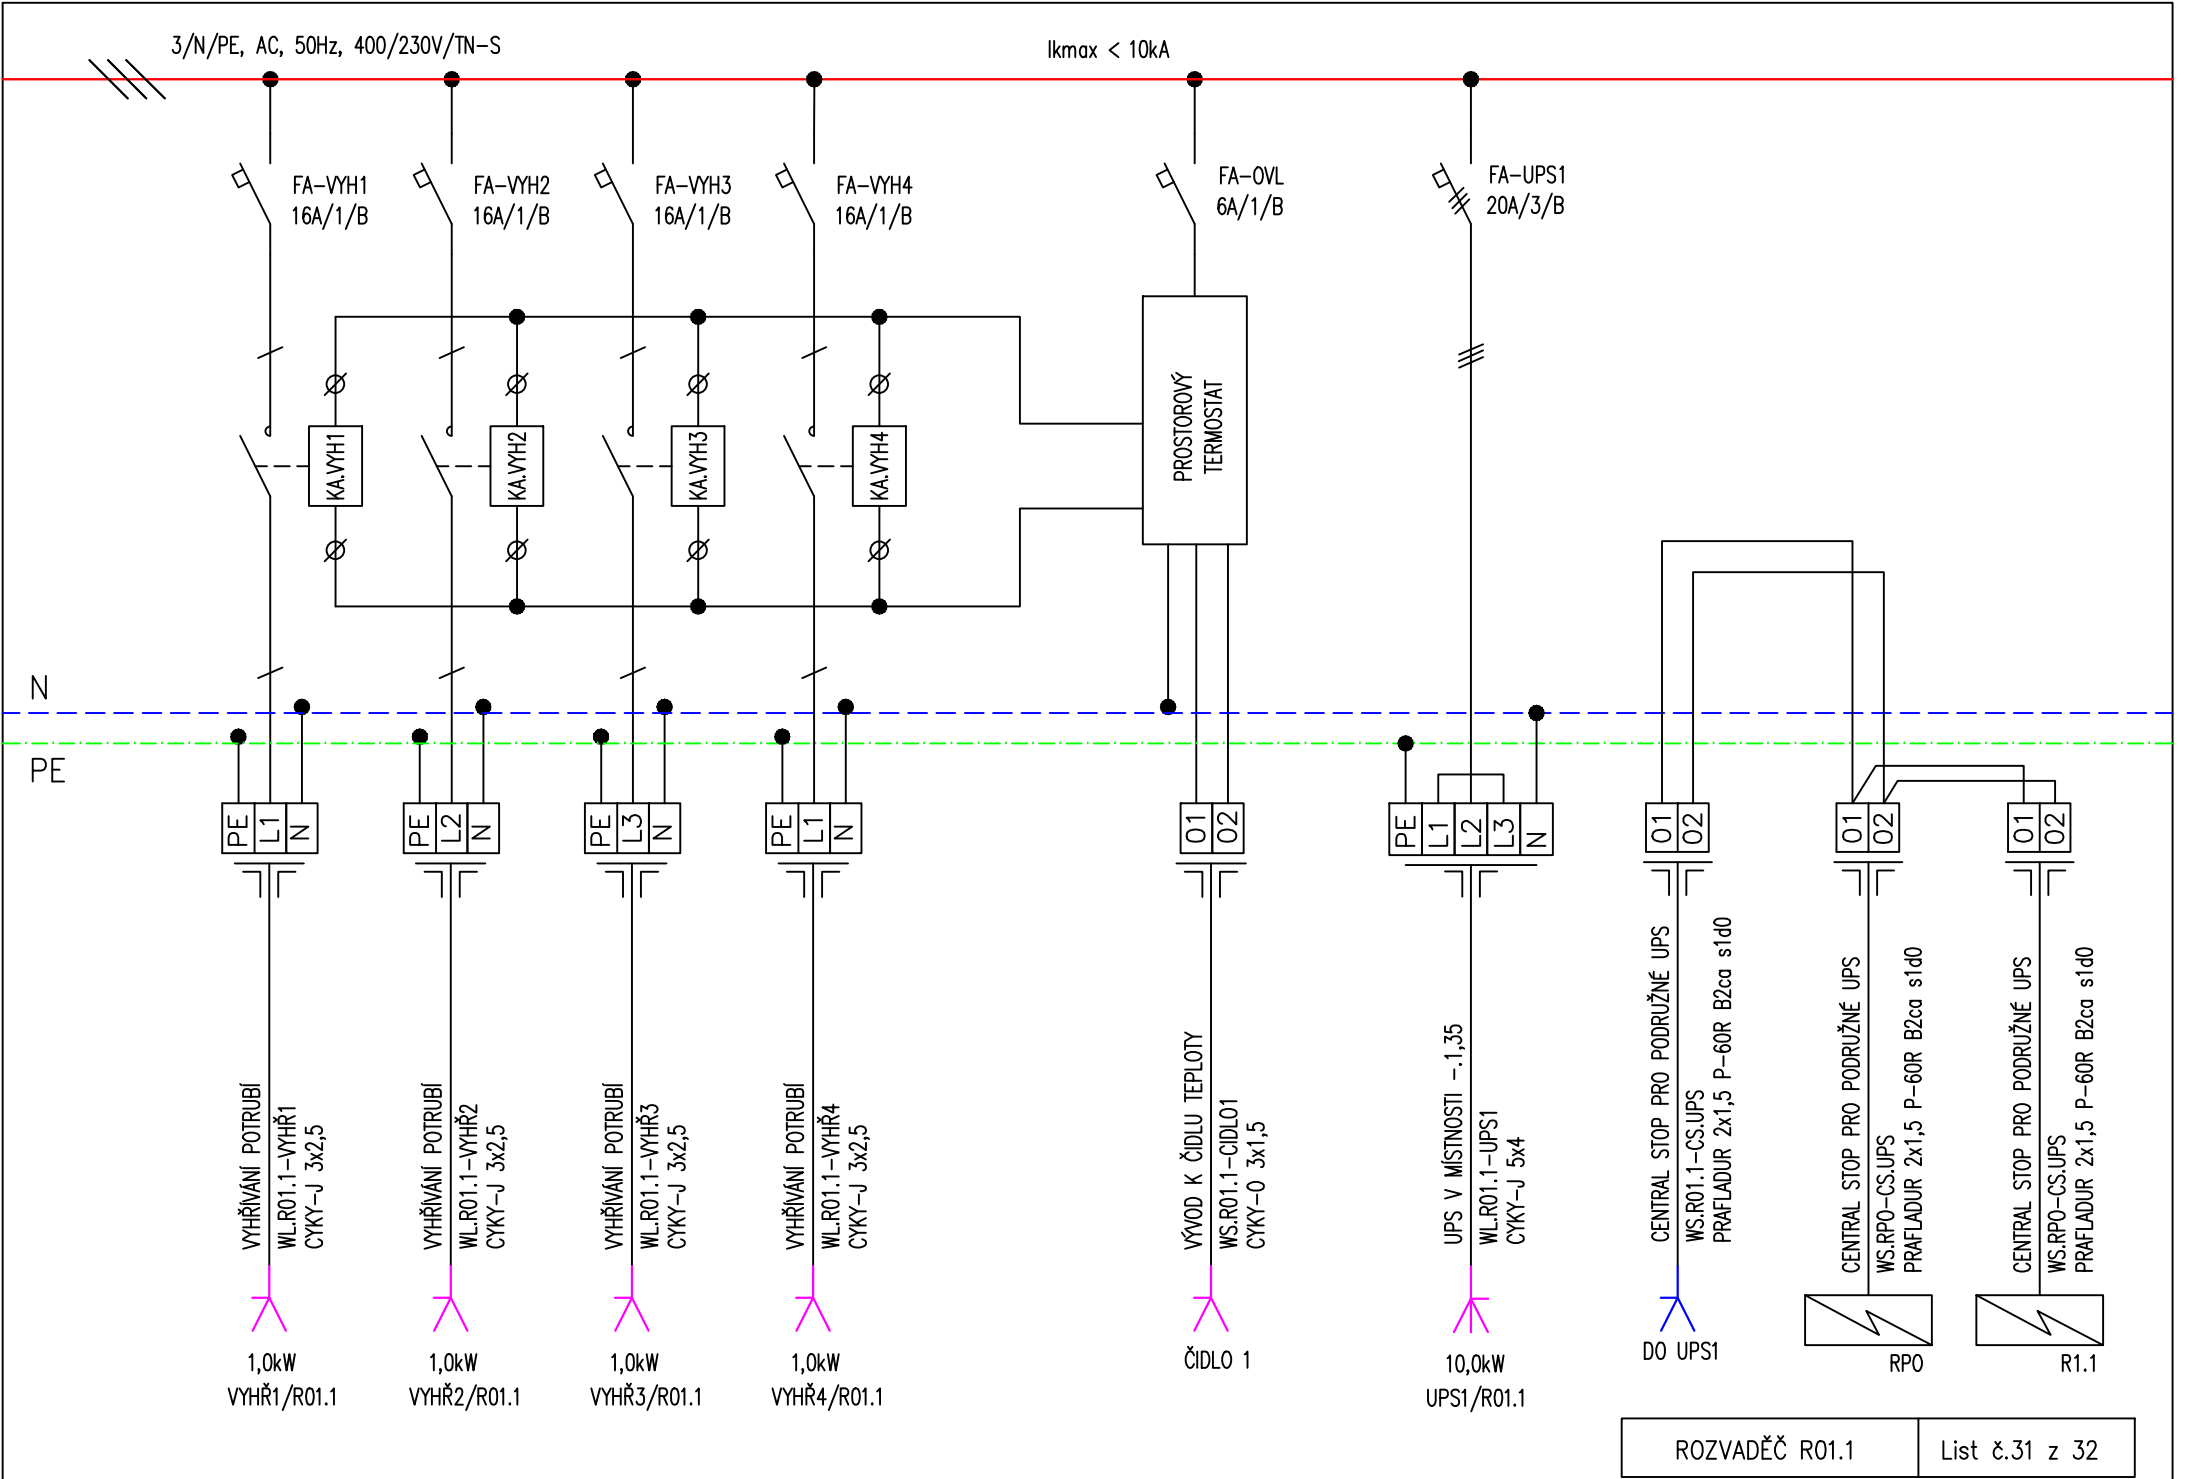 3/N/PE, AC, 50Hz, 400/230V/TN-S
Ikmax < 10kA
FA-VYH1
16A/1/B
FA-VYH2
16A/1/B
FA-VYH3
16A/1/B
FA-VYH4
16A/1/B
FA-OVL
6A/1/B
FA-UPS1
20A/3/B
KA.VYH1
KA.VYH2
KA.VYH3
KA.VYH4
PROSTOROVÝ
TERMOSTAT
N
PE
PE L1 N
PE L2 N
PE L3 N
PE L1 N
01 02
PE L1 L2 L3 N
01 02
01 02
01 02
VYHŘÍVÁNÍ POTRUBÍ
WL.R01.1-VYHŘ1
CYKY-J 3x2,5
VYHŘÍVÁNÍ POTRUBÍ
WL.R01.1-VYHŘ2
CYKY-J 3x2,5
VYHŘÍVÁNÍ POTRUBÍ
WL.R01.1-VYHŘ3
CYKY-J 3x2,5
VYHŘÍVÁNÍ POTRUBÍ
WL.R01.1-VYHŘ4
CYKY-J 3x2,5
VÝVOD K ČIDLU TEPLOTY
WS.R01.1-CIDLO1
CYKY-O 3x1,5
UPS V MÍSTNOSTI -.1,35
WL.R01.1-UPS1
CYKY-J 5x4
CENTRAL STOP PRO PODRUŽNÉ UPS
WS.R01.1-CS.UPS
PRAFLADUR 2x1,5 P-60R B2ca s1d0
CENTRAL STOP PRO PODRUŽNÉ UPS
WS.RPO-CS.UPS
PRAFLADUR 2x1,5 P-60R B2ca s1d0
CENTRAL STOP PRO PODRUŽNÉ UPS
WS.RPO-CS.UPS
PRAFLADUR 2x1,5 P-60R B2ca s1d0
1,0kW
VYHŘ1/R01.1
1,0kW
VYHŘ2/R01.1
1,0kW
VYHŘ3/R01.1
1,0kW
VYHŘ4/R01.1
ČIDLO 1
10,0kW
UPS1/R01.1
DO UPS1
RPO
R1.1
ROZVADĚČ R01.1
List č.31 z 32